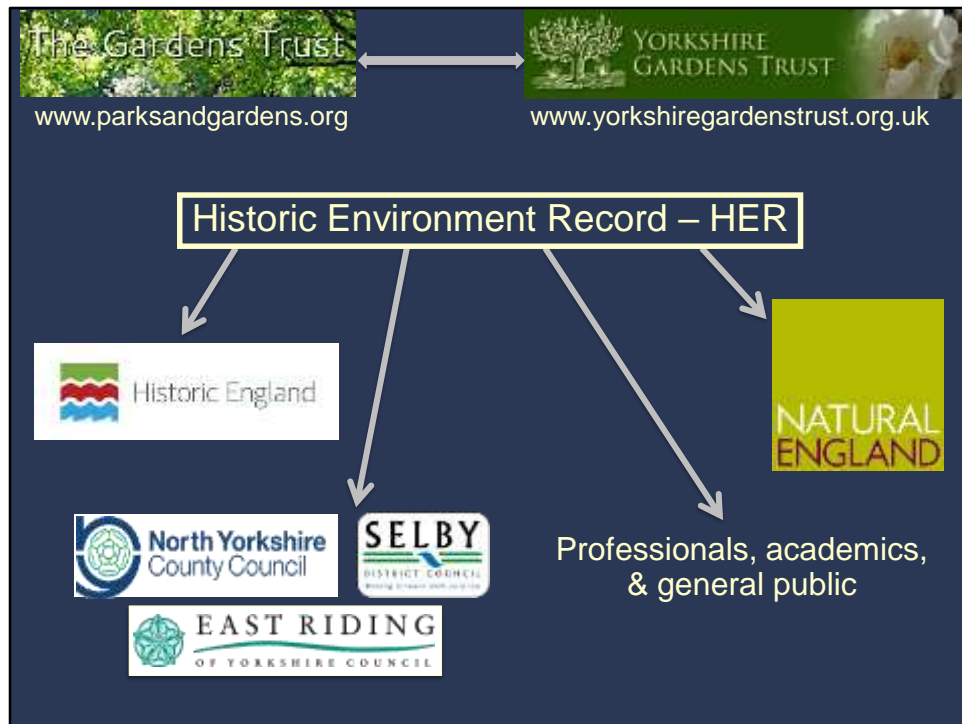 The Gardens Trust
YORKSHIRE
GARDENS TRUST
www.parksandgardens.org
www.yorkshiregardenstrust.org.uk
Historic Environment Record – HER
Historic England
NATURAL
ENGLAND
North Yorkshire
County Council
SELBY
DISTRICT COUNCIL
Professionals, academics,
& general public
EAST RIDING
OF YORKSHIRE COUNCIL